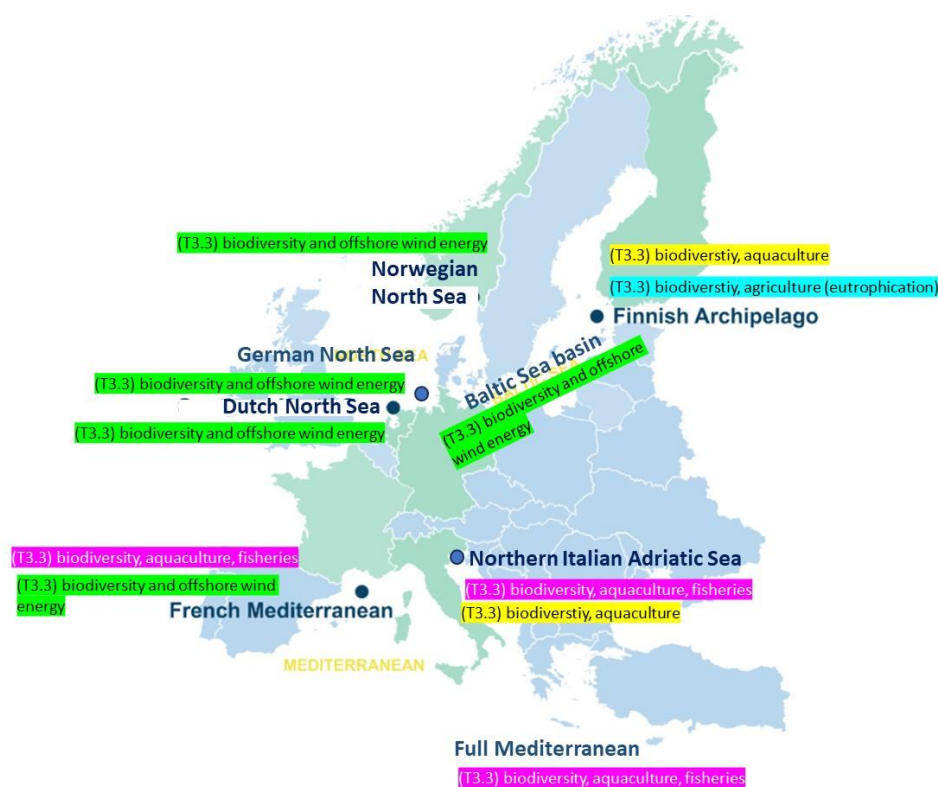 (T3.3) biodiversity and offshore wind energy
Norwegian
North Sea
(T3.3) biodiverstiy, aquaculture
(T3.3) biodiverstiy, agriculture (eutrophication)
Finnish Archipelago
German North Sea
(T3.3) biodiversity and offshore wind energy
Dutch North Sea
(T3.3) biodiversity and offshore wind energy
Baltic Sea basin
(T3.3) biodiversity and offshore
wind energy
(T3.3) biodiversity, aquaculture, fisheries
(T3.3) biodiversity and offshore wind
energy
French Mediterranean
Northern Italian Adriatic Sea
(T3.3) biodiversity, aquaculture, fisheries
(T3.3) biodiverstiy, aquaculture
MEDITERRANEAN
Full Mediterranean
(T3.3) biodiversity, aquaculture, fisheries